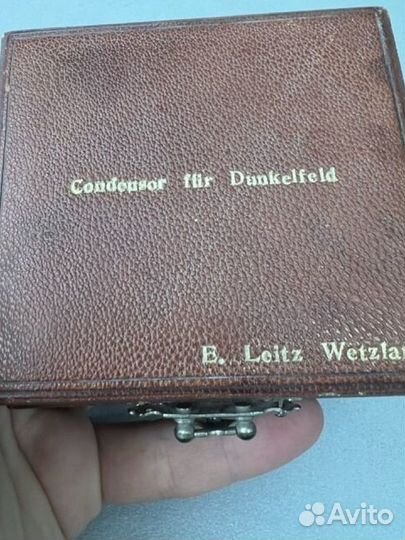 Condensor für Dunkelfeld
E. Leitz Wetzlar
Avito